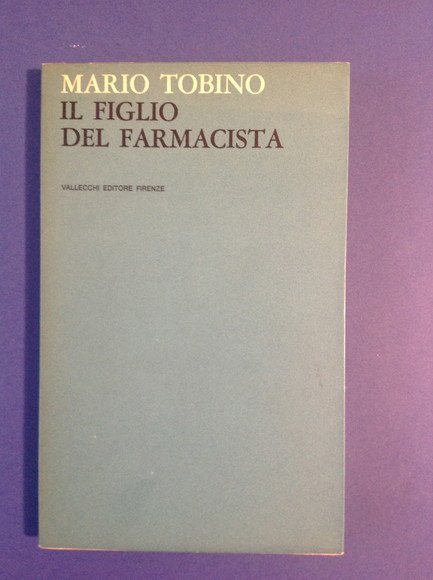 MARIO TOBINO
IL FIGLIO
DEL FARMACISTA
VALLECCHI EDITORE FIRENZE